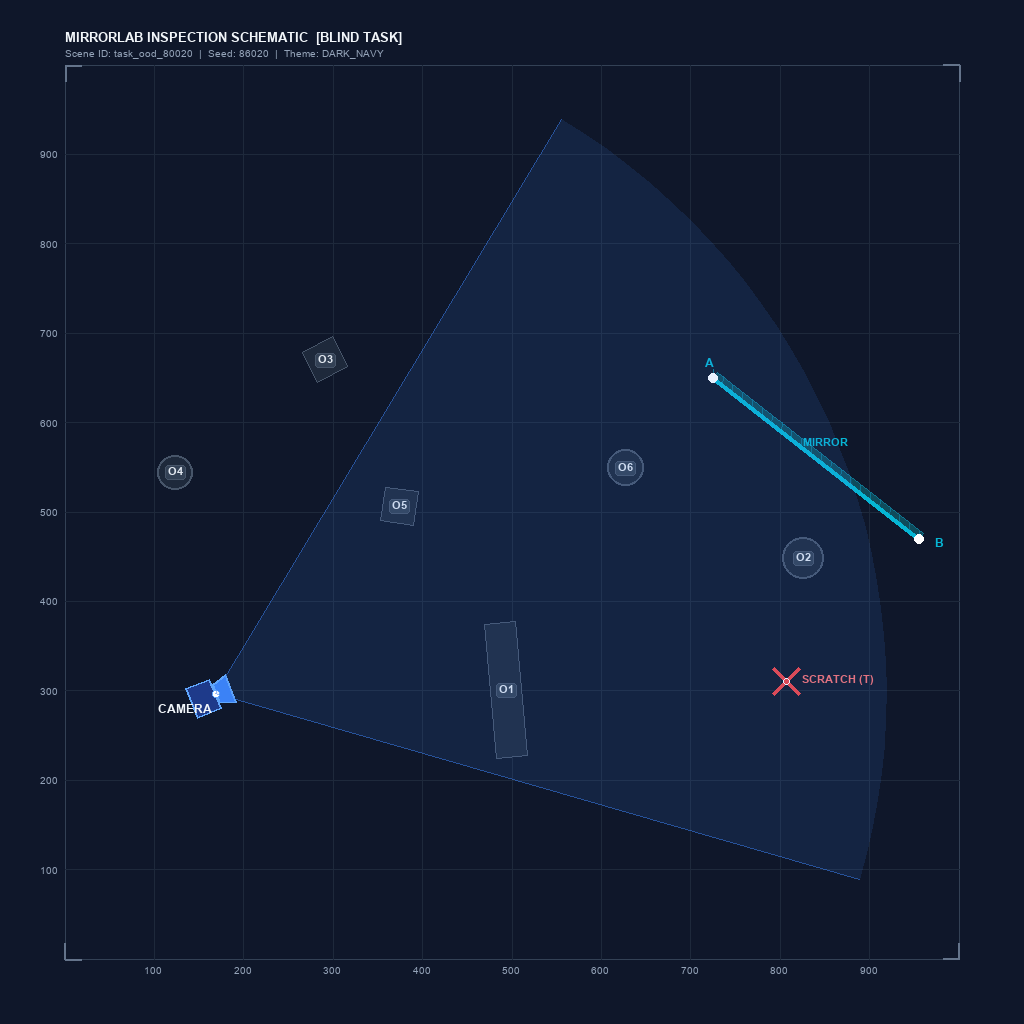 MIRRORLAB INSPECTION SCHEMATIC  [BLIND TASK]
Scene ID: task_ood_80020  |  Seed: 86020  |  Theme: DARK_NAVY
900
800
A
700
O3
MIRROR
600
O6
O4
O5
500
B
O2
400
SCRATCH (T)
300
O1
CAMERA
200
100
100 200 300 400 500 600 700 800 900